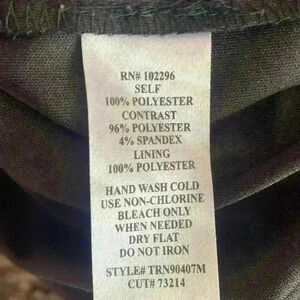 RN# 102296
SELF
100% POLYESTER
CONTRAST
96% POLYESTER
4% SPANDEX
LINING
100% POLYESTER
HAND WASH COLD
USE NON-CHLORINE
BLEACH ONLY
WHEN NEEDED
DRY FLAT
DO NOT IRON
STYLE# TRN90407M
CUT# 73214